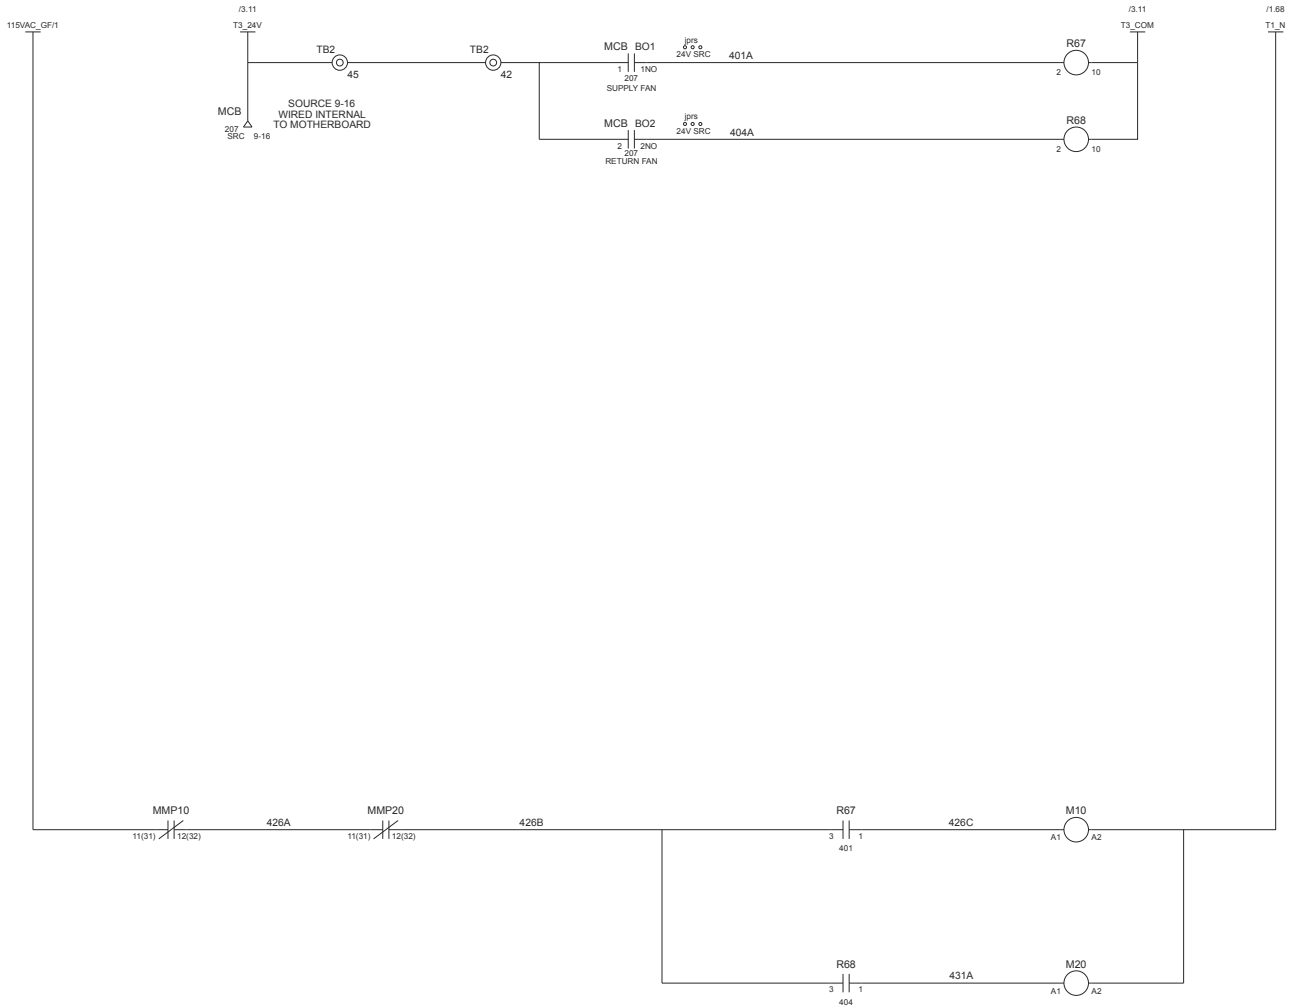 /3.11
/3.11
/1.68
115VAC_GF/1
T3_24V
T3_COM
T1_N
TB2
45
TB2
42
MCB BO1
1 1NO
207
SUPPLY FAN
jprs
24V SRC
401A
R67
2 10
MCB
207
SRC 9-16
SOURCE 9-16
WIRED INTERNAL
TO MOTHERBOARD
MCB BO2
2 2NO
207
RETURN FAN
jprs
24V SRC
404A
R68
2 10
MMP10
11(31) 12(32)
426A
MMP20
11(31) 12(32)
426B
R67
3 1
401
426C
M10
A1 A2
R68
3 1
404
431A
M20
A1 A2